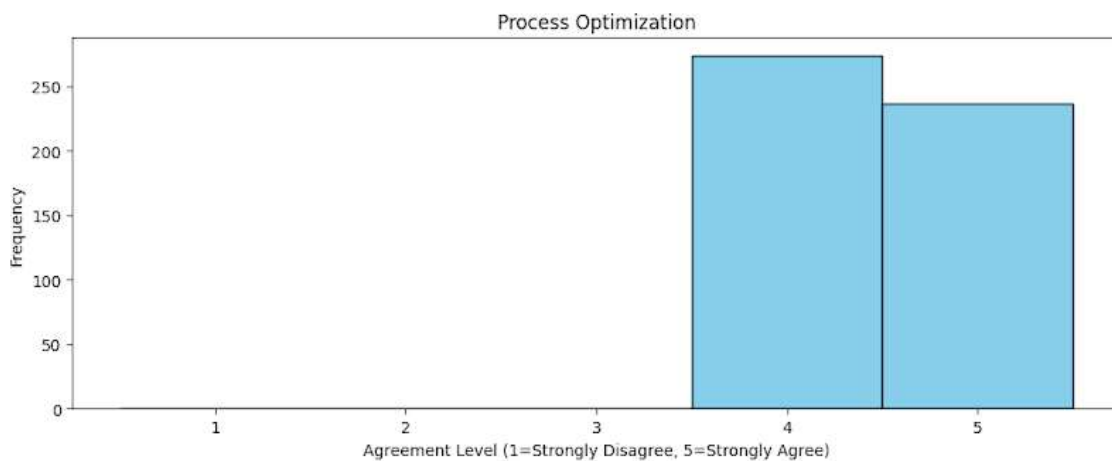 Process Optimization
250
200
150
100
50
0
Frequency
1 2 3 4 5
Agreement Level (1=Strongly Disagree, 5=Strongly Agree)